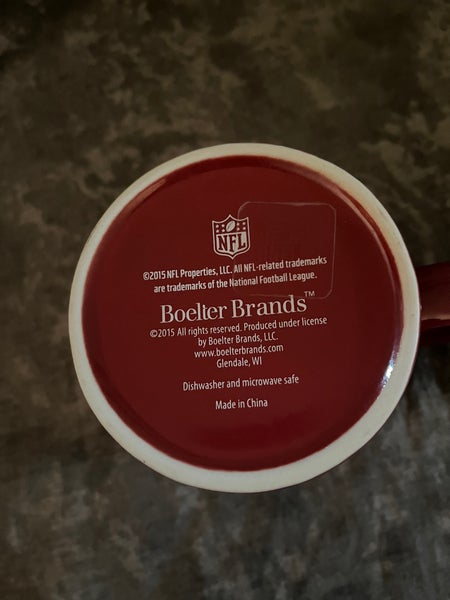 NFL
©2015 NFL Properties, LLC. All NFL-related trademarks
are trademarks of the National Football League.
Boelter Brands™
©2015 All rights reserved. Produced under license
by Boelter Brands, LLC.
www.boelterbrands.com
Glendale, WI
Dishwasher and microwave safe
Made in China